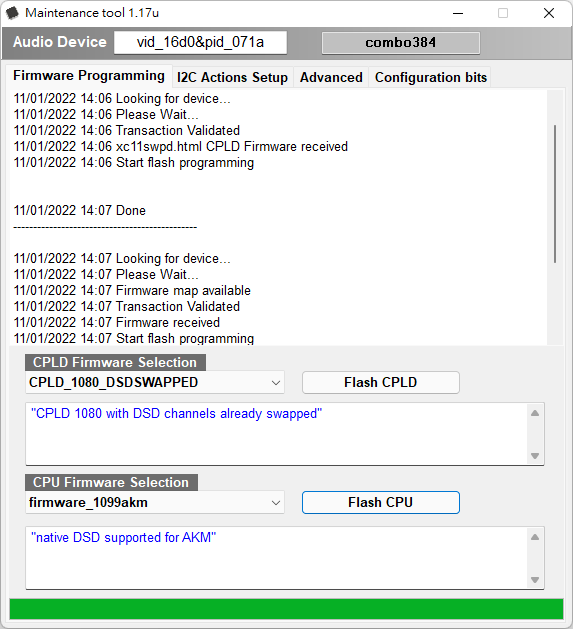 Maintenance tool 1.17u
Audio Device vid_16d0&pid_071a combo384
Firmware Programming I2C Actions Setup Advanced Configuration bits
11/01/2022 14:06 Looking for device...
11/01/2022 14:06 Please Wait...
11/01/2022 14:06 Transaction Validated
11/01/2022 14:06 xc11swpd.html CPLD Firmware received
11/01/2022 14:06 Start flash programming
11/01/2022 14:07 Done
----------------------------------------------
11/01/2022 14:07 Looking for device...
11/01/2022 14:07 Please Wait...
11/01/2022 14:07 Firmware map available
11/01/2022 14:07 Transaction Validated
11/01/2022 14:07 Firmware received
11/01/2022 14:07 Start flash programming
CPLD Firmware Selection
CPLD_1080_DSDSWAPPED Flash CPLD
"CPLD 1080 with DSD channels already swapped"
CPU Firmware Selection
firmware_1099akm Flash CPU
"native DSD supported for AKM"